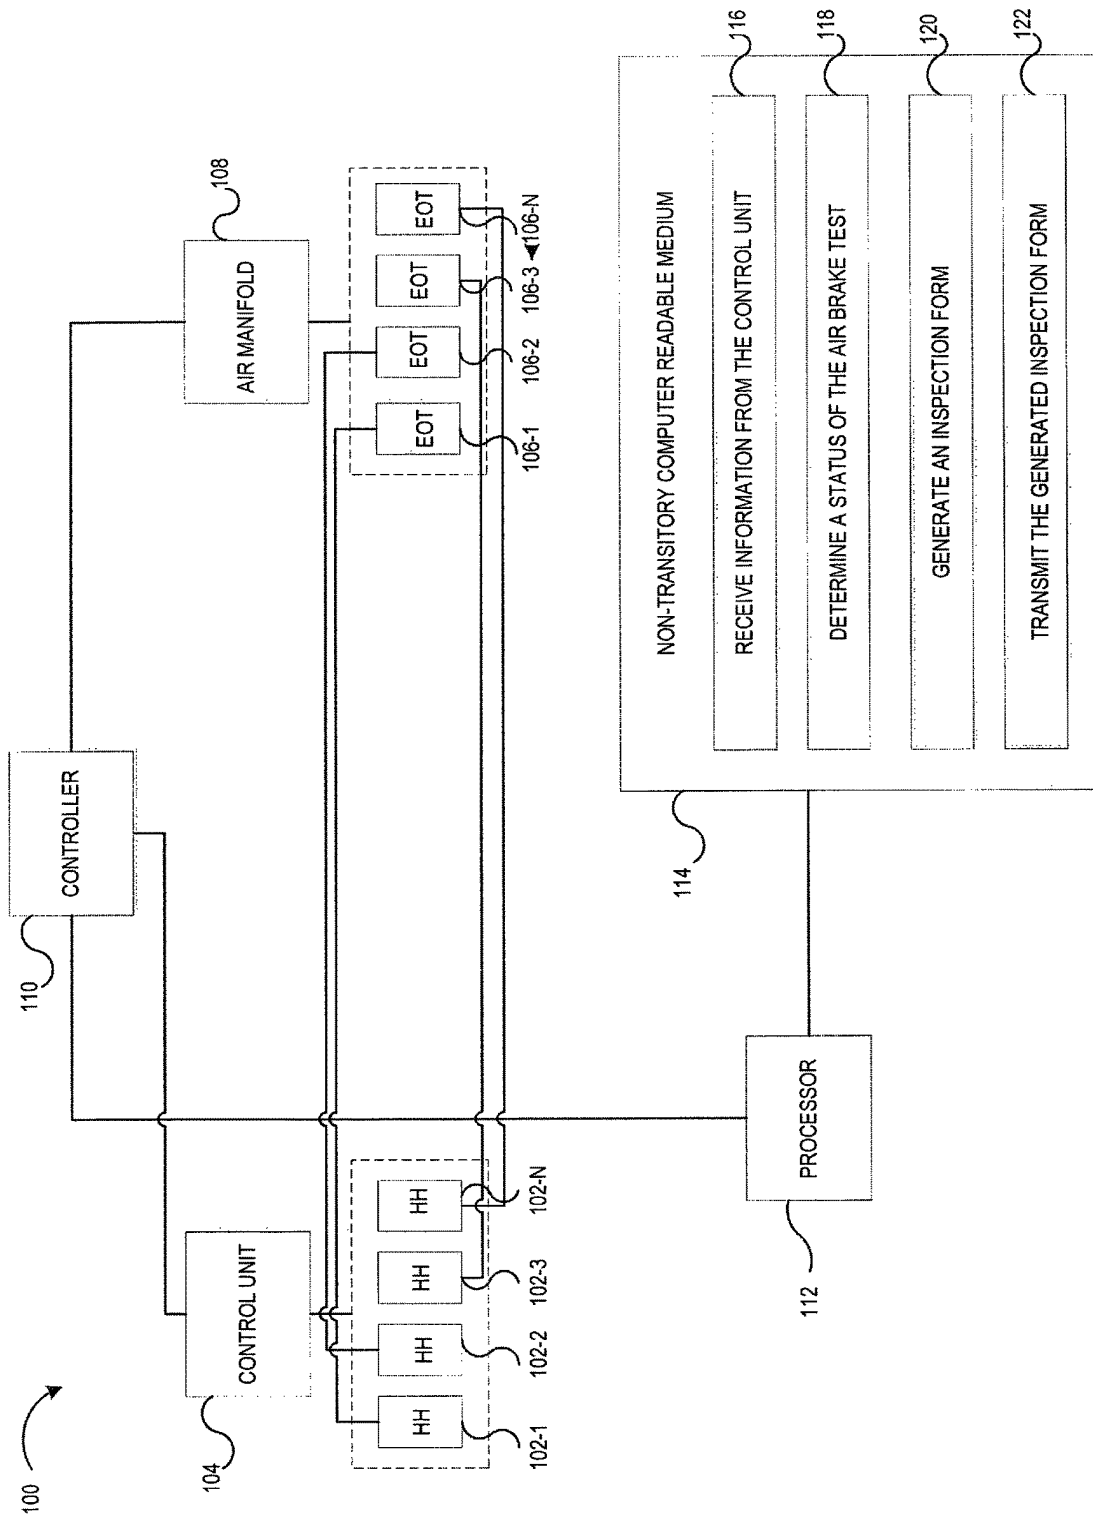 100
110
CONTROLLER
104
CONTROL UNIT
108
AIR MANIFOLD
HH
HH
HH
HH
102-1
102-2
102-3
102-N
EOT
EOT
EOT
EOT
106-1
106-2
106-3
106-N
112
PROCESSOR
114
NON-TRANSITORY COMPUTER READABLE MEDIUM
RECEIVE INFORMATION FROM THE CONTROL UNIT
116
DETERMINE A STATUS OF THE AIR BRAKE TEST
118
GENERATE AN INSPECTION FORM
120
TRANSMIT THE GENERATED INSPECTION FORM
122